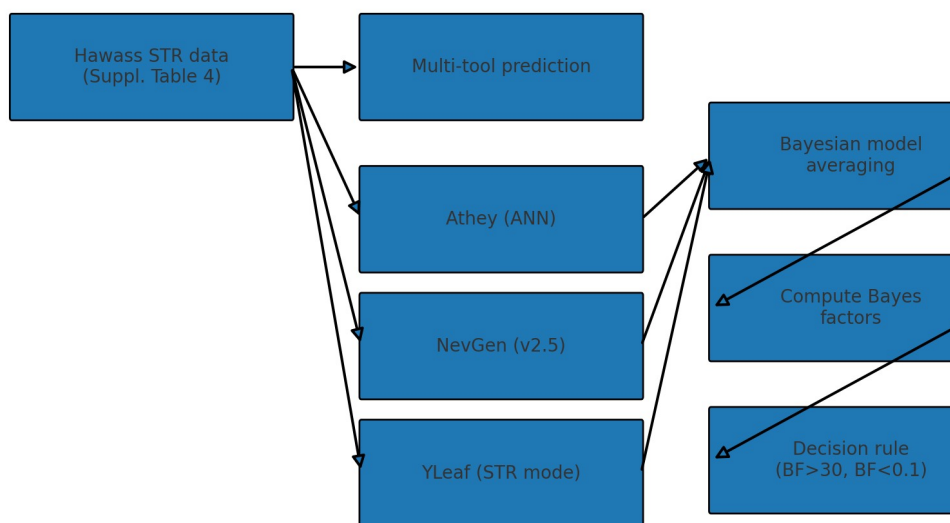 Hawass STR data
(Suppl. Table 4)
Multi-tool prediction
Athey (ANN)
NevGen (v2.5)
YLeaf (STR mode)
Bayesian model
averaging
Compute Bayes
factors
Decision rule
(BF>30, BF<0.1)